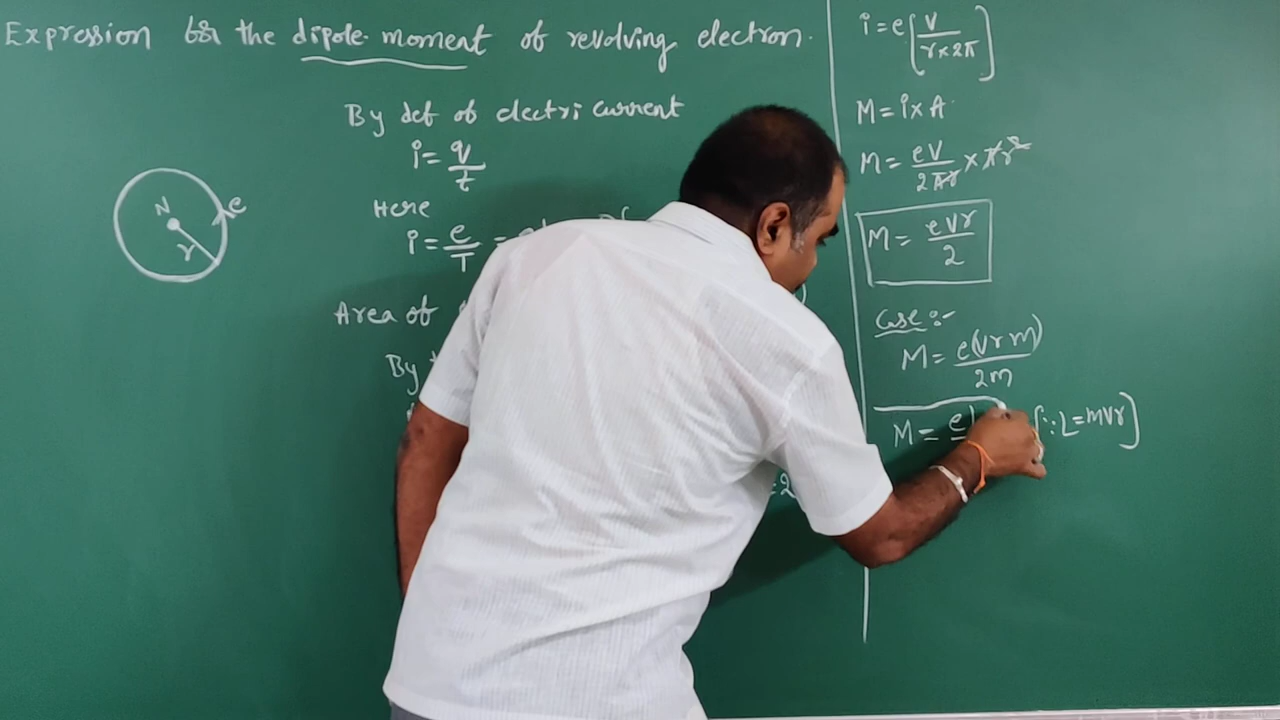 Expression for the dipole moment of revolving electron.
By def of electri current
i = q/t
Here
i = e/T =
Area of
By
N
r
e
i = e[V/(r×2π)]
M = i×A
M = eV/2πr × πr²
M = eVr/2
Case :-
M = e(Vrm)/2m
M = e [∵ L = mVr]